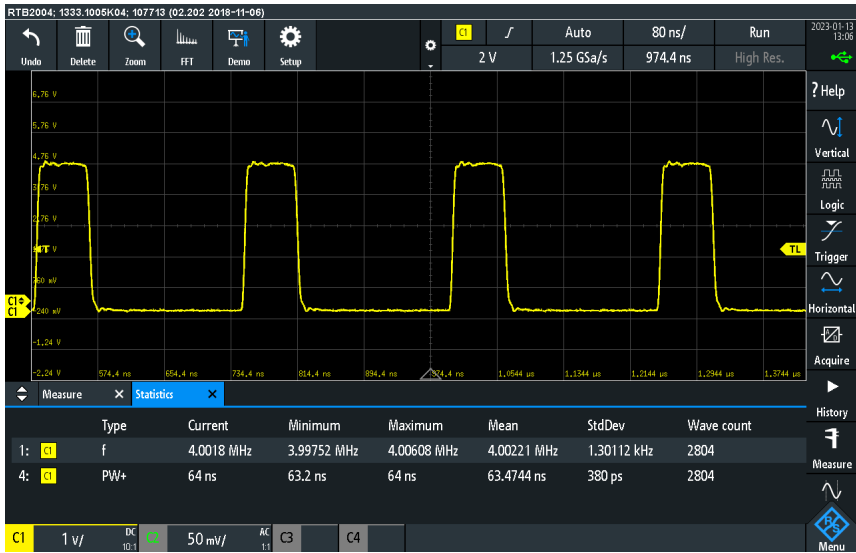 RTB2004; 1333.1005K04; 107713 (02.202 2018-11-06)
Undo Delete Zoom FFT Demo Setup
C1 Auto 80 ns/ Run
2 V 1.25 GSa/s 974.4 ns High Res.
2023-01-13
13:06
6,76 V
5,76 V
4,76 V
3,76 V
2,76 V
T V
760 mV
-240 mV
-1,24 V
-2,24 V 574,4 ns 654,4 ns 734,4 ns 814,4 ns 894,4 ns 974,4 ns 1,0544 µs 1,1344 µs 1,2144 µs 1,2944 µs 1,3744 µs
C1
C1
TL
? Help
Vertical
Logic
Trigger
Horizontal
Acquire
History
Measure
R&S
Menu
Measure X Statistics X
Type Current Minimum Maximum Mean StdDev Wave count
1: C1 f 4.0018 MHz 3.99752 MHz 4.00608 MHz 4.00221 MHz 1.30112 kHz 2804
4: C1 PW+ 64 ns 63.2 ns 64 ns 63.4744 ns 380 ps 2804
C1 1 V/ DC 10:1 C2 50 mV/ AC 1:1 C3 C4